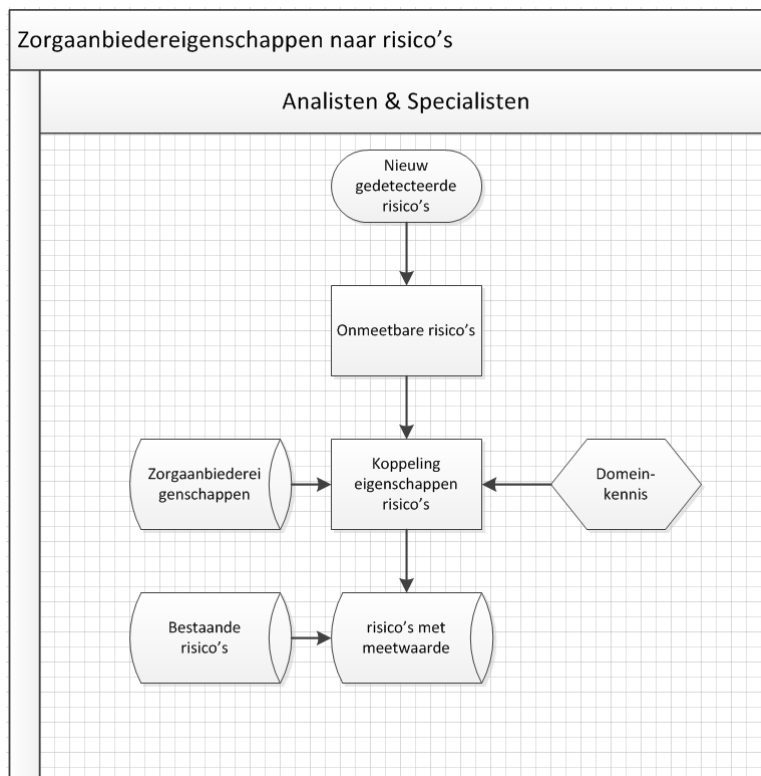 Zorgaanbiedereigenschappen naar risico's
Analisten & Specialisten
Nieuw
gedetecteerde
risico's
Onmeetbare risico's
Zorgaanbiederei
genschappen
Koppeling
eigenschappen
risico's
Domein-
kennis
Bestaande
risico's
risico's met
meetwaarde